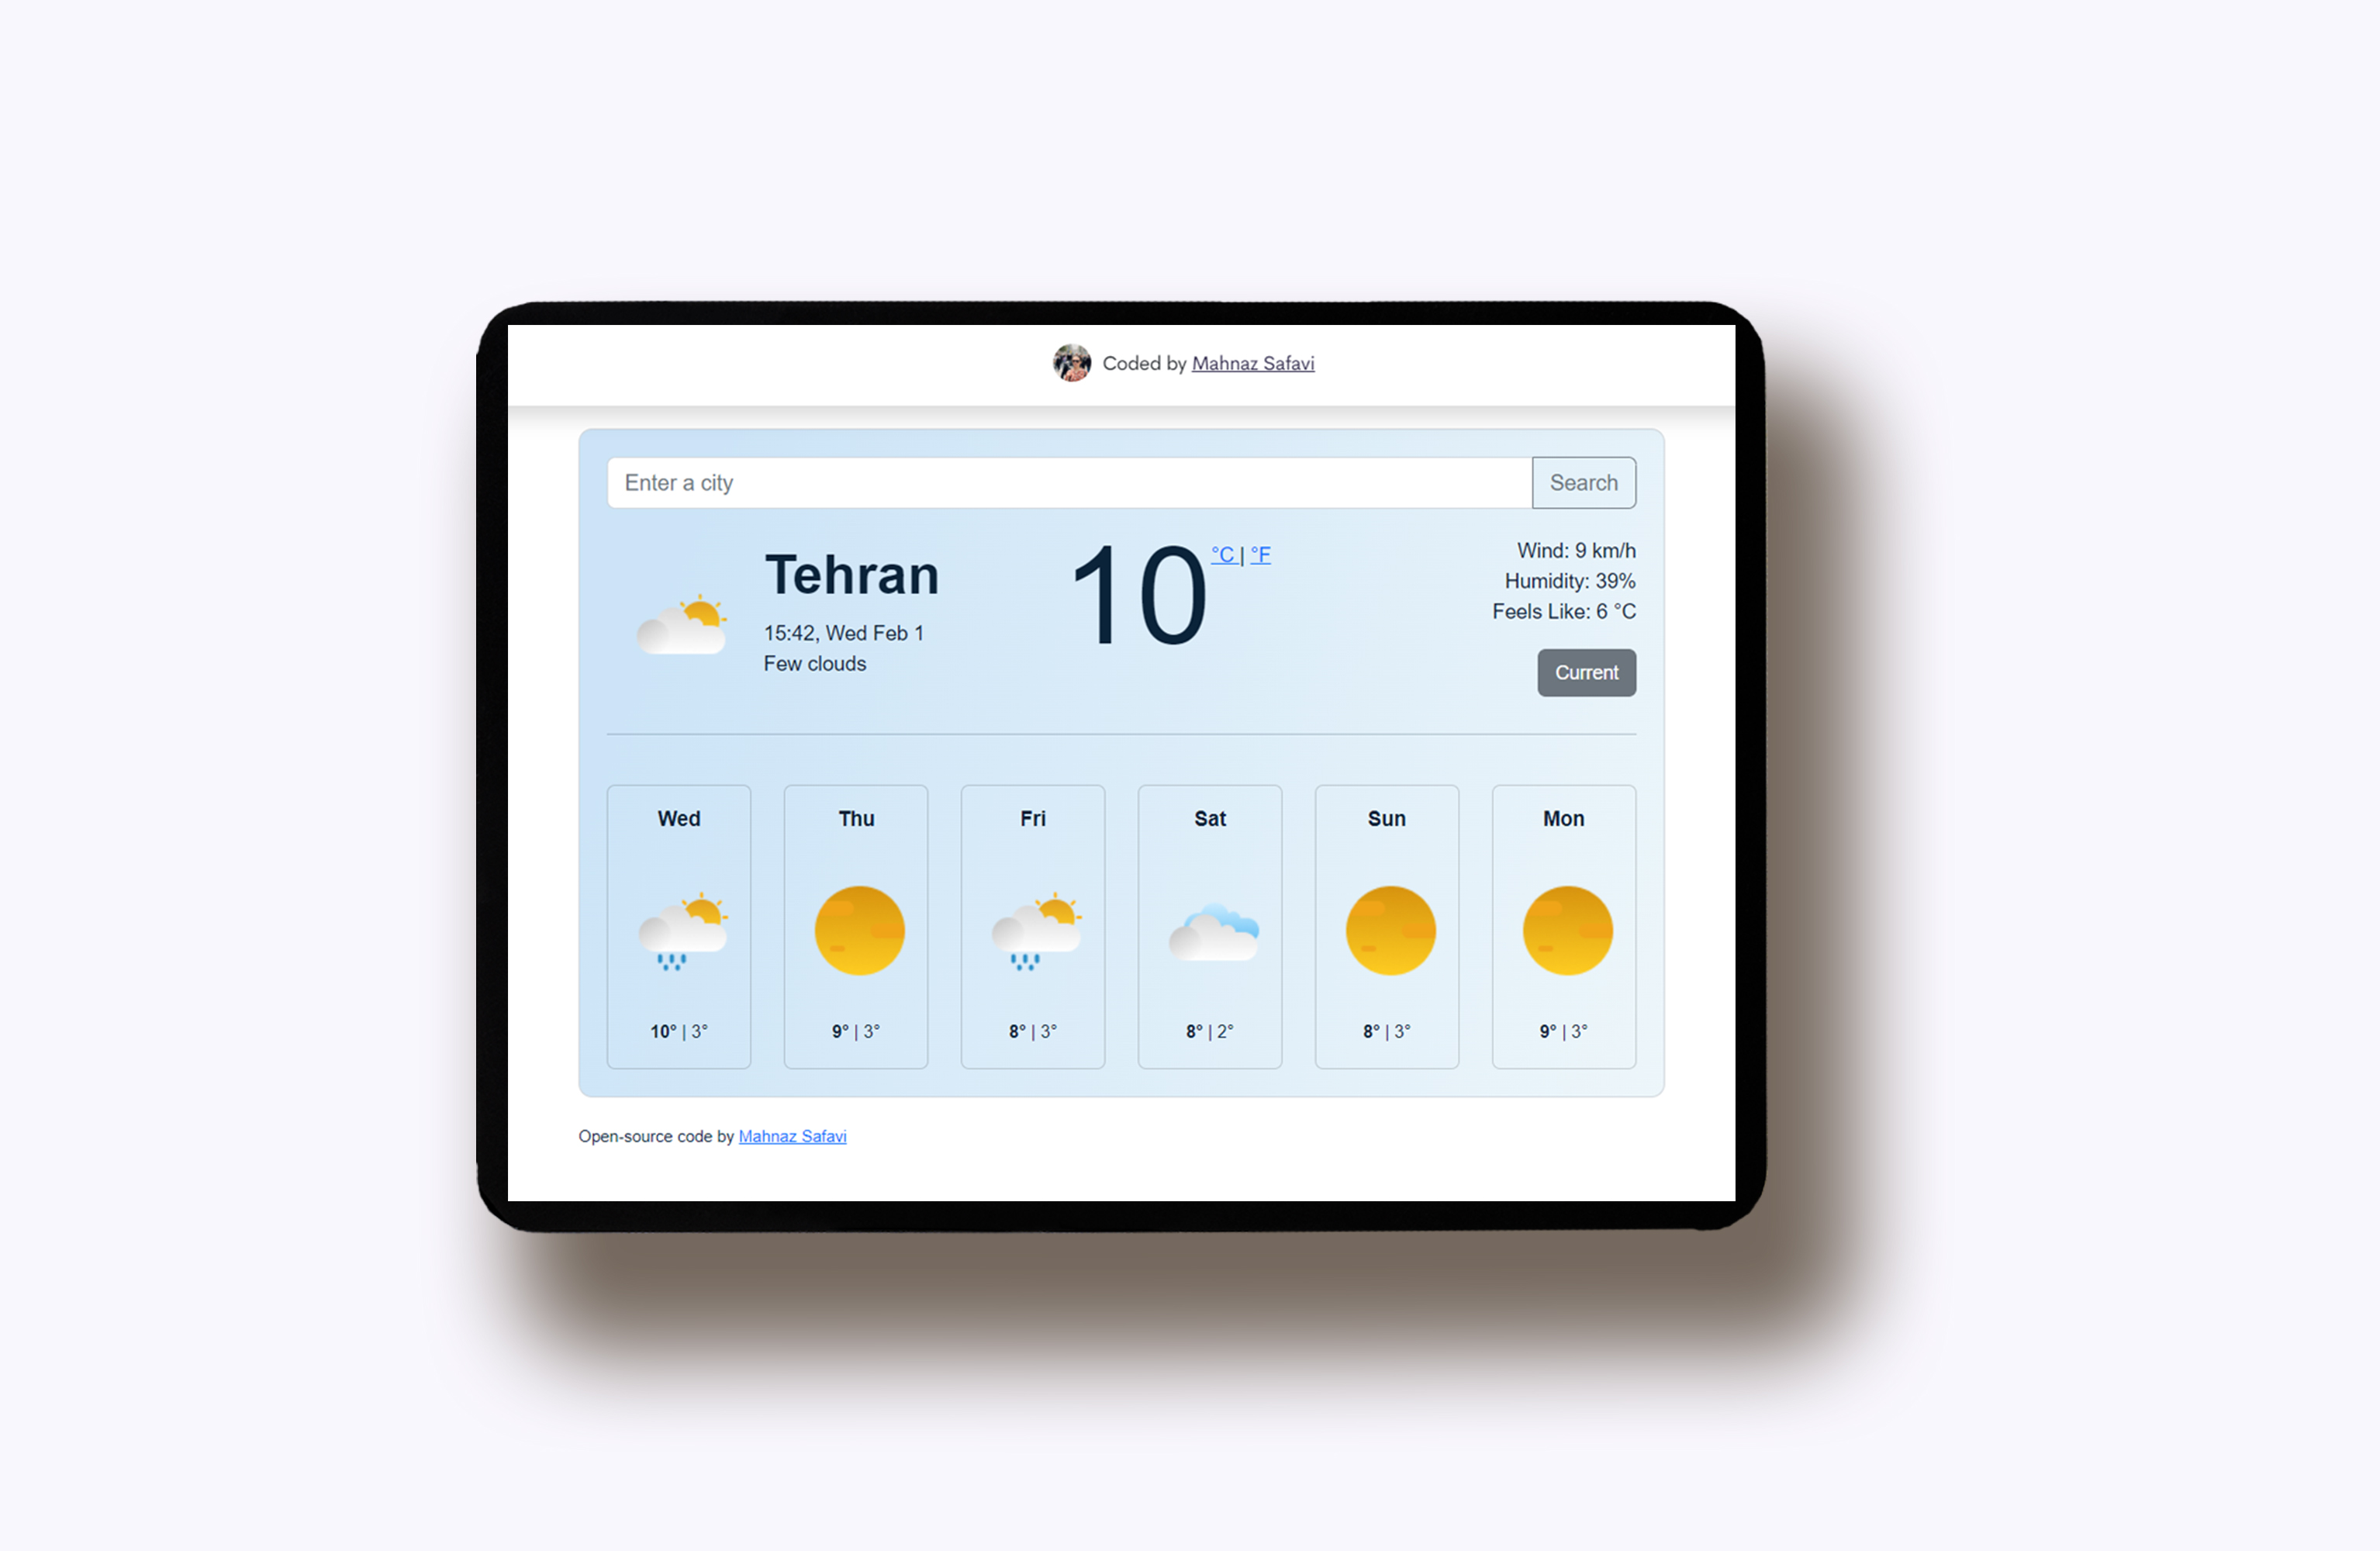 Coded by Mahnaz Safavi
Enter a city
Search
Tehran
15:42, Wed Feb 1
Few clouds
10 °C | °F
Wind: 9 km/h
Humidity: 39%
Feels Like: 6 °C
Current
Wed
10° | 3°
Thu
9° | 3°
Fri
8° | 3°
Sat
8° | 2°
Sun
8° | 3°
Mon
9° | 3°
Open-source code by Mahnaz Safavi